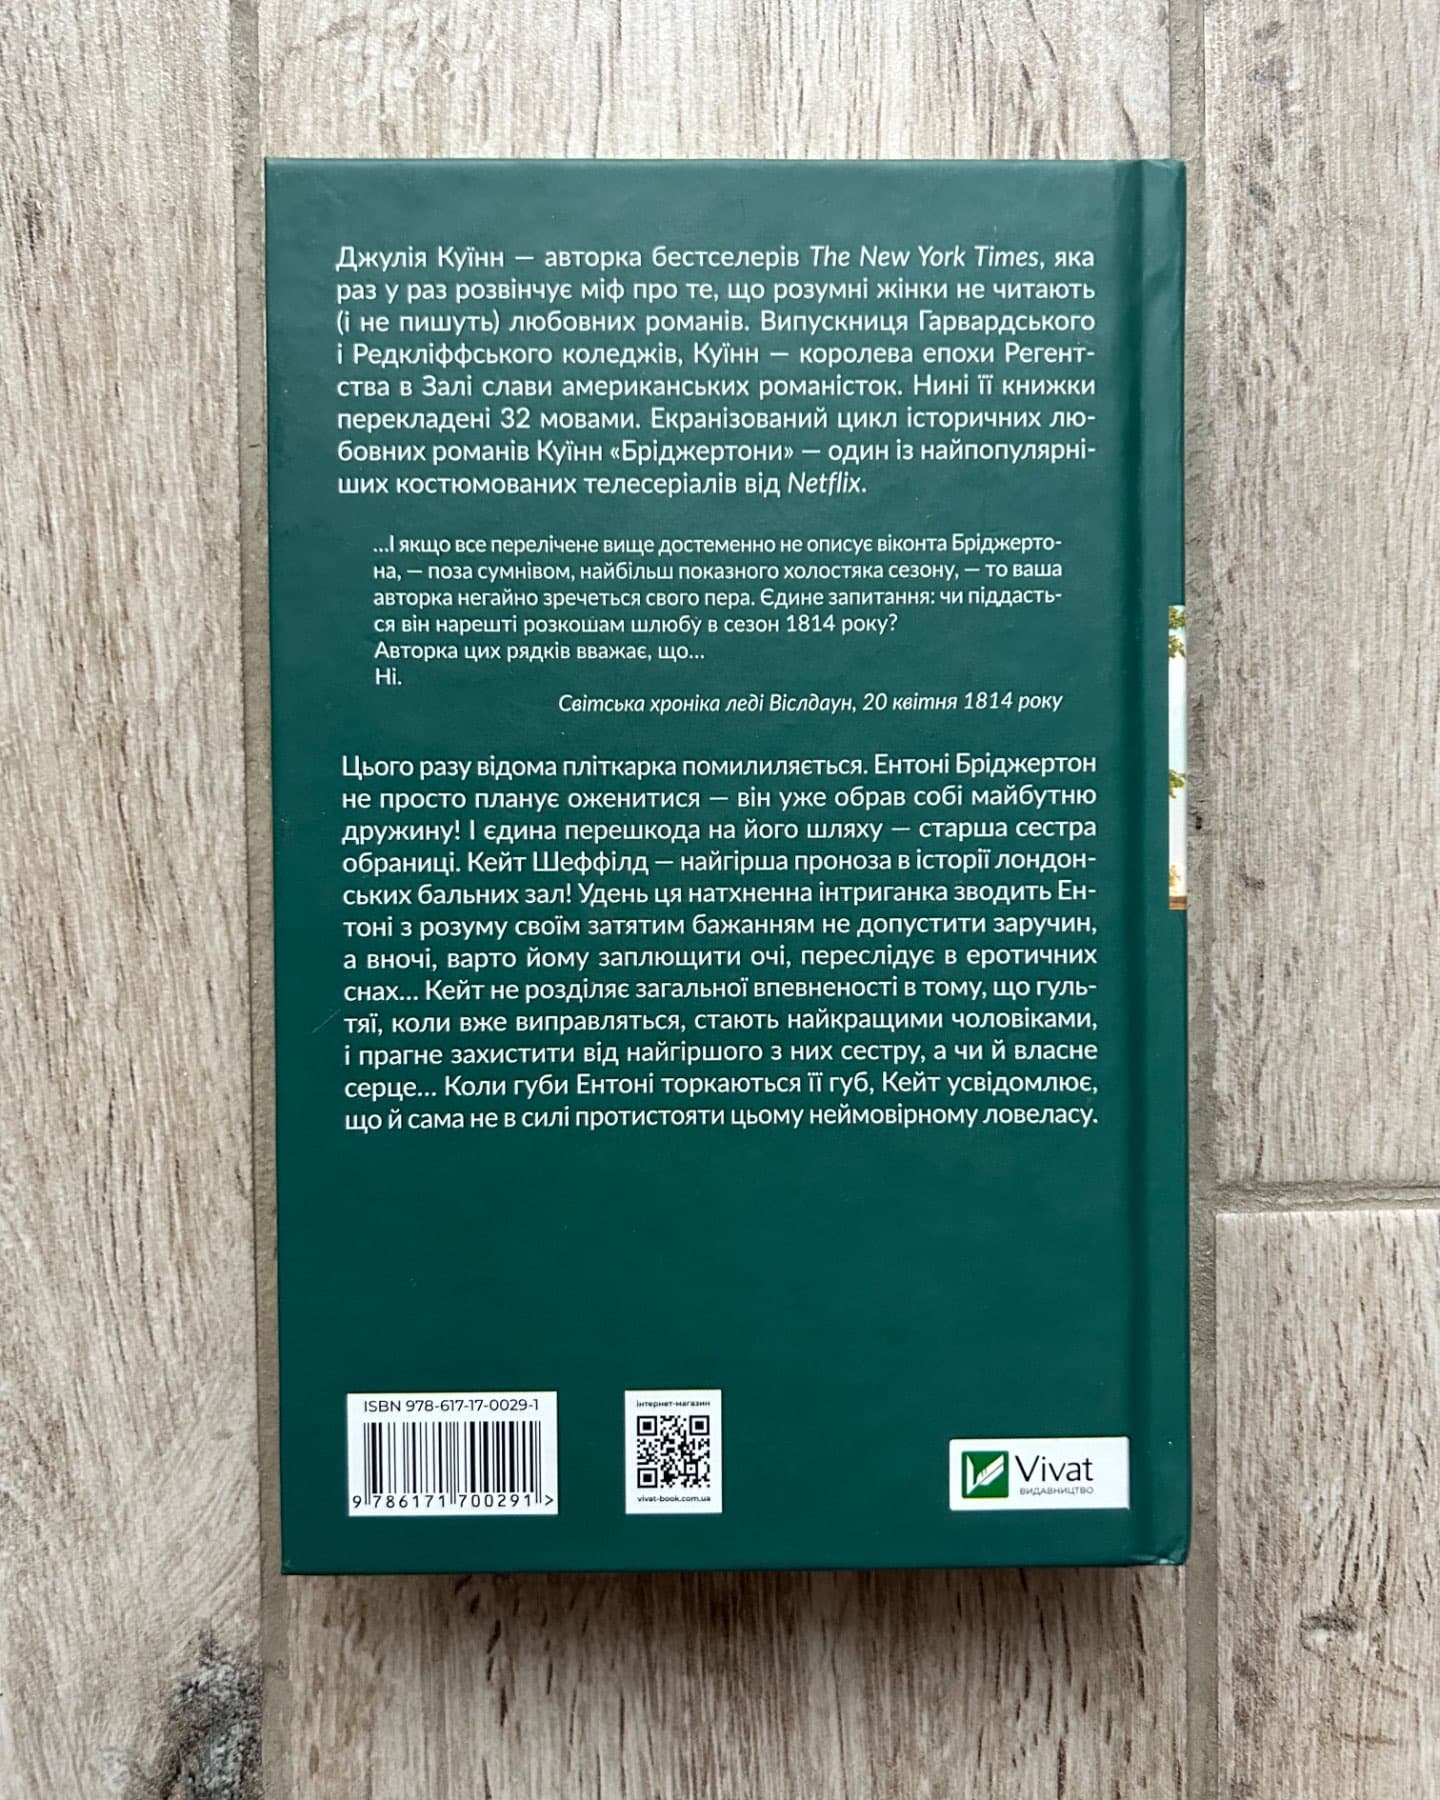 Джулія Куїнн — авторка бестселерів The New York Times, яка
раз у раз розвінчує міф про те, що розумні жінки не читають
(і не пишуть) любовних романів. Випускниця Гарвардського
і Редкліффського коледжів, Куїнн — королева епохи Регент-
ства в Залі слави американських романісток. Нині її книжки
перекладені 32 мовами. Екранізований цикл історичних лю-
бовних романів Куїнн «Бріджертони» — один із найпопулярні-
ших костюмованих телесеріалів від Netflix.
...І якщо все перелічене вище достеменно не описує віконта Бріджерто-
на, — поза сумнівом, найбільш показного холостяка сезону, — то ваша
авторка негайно зречеться свого пера. Єдине запитання: чи піддасть-
ся він нарешті розкошам шлюбу в сезон 1814 року?
Авторка цих рядків вважає, що...
Ні.
Світська хроніка леді Віслдаун, 20 квітня 1814 року
Цього разу відома пліткарка помилиляється. Ентоні Бріджертон
не просто планує оженитися — він уже обрав собі майбутню
дружину! І єдина перешкода на його шляху — старша сестра
обраниці. Кейт Шеффілд — найгірша проноза в історії лондон-
ських бальних зал! Удень ця натхненна інтриганка зводить Ен-
тоні з розуму своїм затятим бажанням не допустити заручин,
а вночі, варто йому заплющити очі, переслідує в еротичних
снах... Кейт не розділяє загальної впевненості в тому, що гуль-
тяї, коли вже виправляться, стають найкращими чоловіками,
і прагне захистити від найгіршого з них сестру, а чи й власне
серце... Коли губи Ентоні торкаються її губ, Кейт усвідомлює,
що й сама не в силі протистояти цьому неймовірному ловеласу.
ISBN 978-617-17-0029-1
9 786171 700291 >
інтернет-магазин
vivat-book.com.ua
Vivat
ВИДАВНИЦТВО